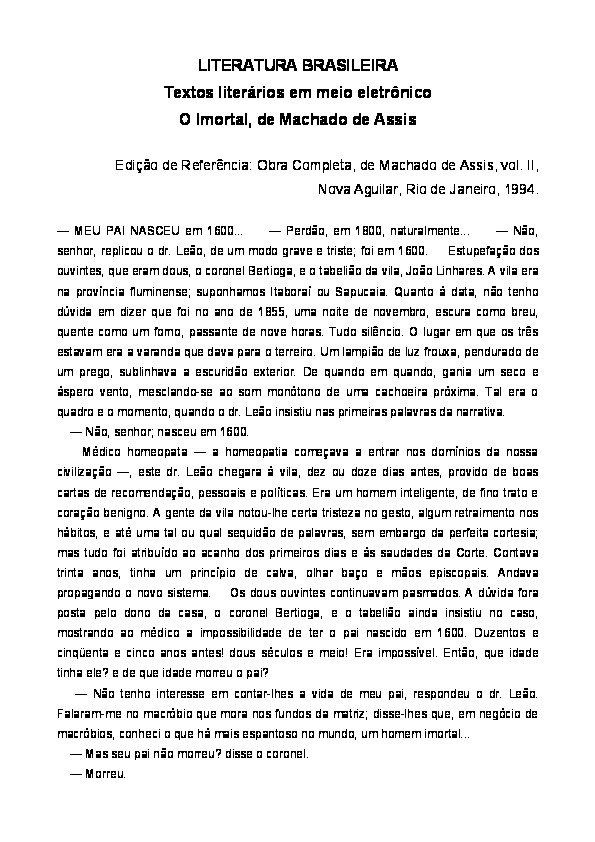 LITERATURA BRASILEIRA
Textos literários em meio eletrônico
O Imortal, de Machado de Assis
Edição de Referência: Obra Completa, de Machado de Assis, vol. II,
Nova Aguilar, Rio de Janeiro, 1994.
— MEU PAI NASCEU em 1600... — Perdão, em 1800, naturalmente... — Não,
senhor, replicou o dr. Leão, de um modo grave e triste; foi em 1600. Estupefação dos
ouvintes, que eram dous, o coronel Bertioga, e o tabelião da vila, João Linhares. A vila era
na província fluminense; suponhamos Itaboraí ou Sapucaia. Quanto à data, não tenho
dúvida em dizer que foi no ano de 1855, uma noite de novembro, escura como breu,
quente como um forno, passante de nove horas. Tudo silêncio. O lugar em que os três
estavam era a varanda que dava para o terreiro. Um lampião de luz frouxa, pendurado de
um prego, sublinhava a escuridão exterior. De quando em quando, gania um seco e
áspero vento, mesclando-se ao som monótono de uma cachoeira próxima. Tal era o
quadro e o momento, quando o dr. Leão insistiu nas primeiras palavras da narrativa.
— Não, senhor; nasceu em 1600.
Médico homeopata — a homeopatia começava a entrar nos domínios da nossa
civilização —, este dr. Leão chegara à vila, dez ou doze dias antes, provido de boas
cartas de recomendação, pessoais e políticas. Era um homem inteligente, de fino trato e
coração benigno. A gente da vila notou-lhe certa tristeza no gesto, algum retraimento nos
hábitos, e até uma tal ou qual sequidão de palavras, sem embargo da perfeita cortesia;
mas tudo foi atribuído ao acanho dos primeiros dias e às saudades da Corte. Contava
trinta anos, tinha um princípio de calva, olhar baço e mãos episcopais. Andava
propagando o novo sistema. Os dous ouvintes continuavam pasmados. A dúvida fora
posta pelo dono da casa, o coronel Bertioga, e o tabelião ainda insistiu no caso,
mostrando ao médico a impossibilidade de ter o pai nascido em 1600. Duzentos e
cinqüenta e cinco anos antes! dous séculos e meio! Era impossível. Então, que idade
tinha ele? e de que idade morreu o pai?
— Não tenho interesse em contar-lhes a vida de meu pai, respondeu o dr. Leão.
Falaram-me no macróbio que mora nos fundos da matriz; disse-lhes que, em negócio de
macróbios, conheci o que há mais espantoso no mundo, um homem imortal...
— Mas seu pai não morreu? disse o coronel.
— Morreu.